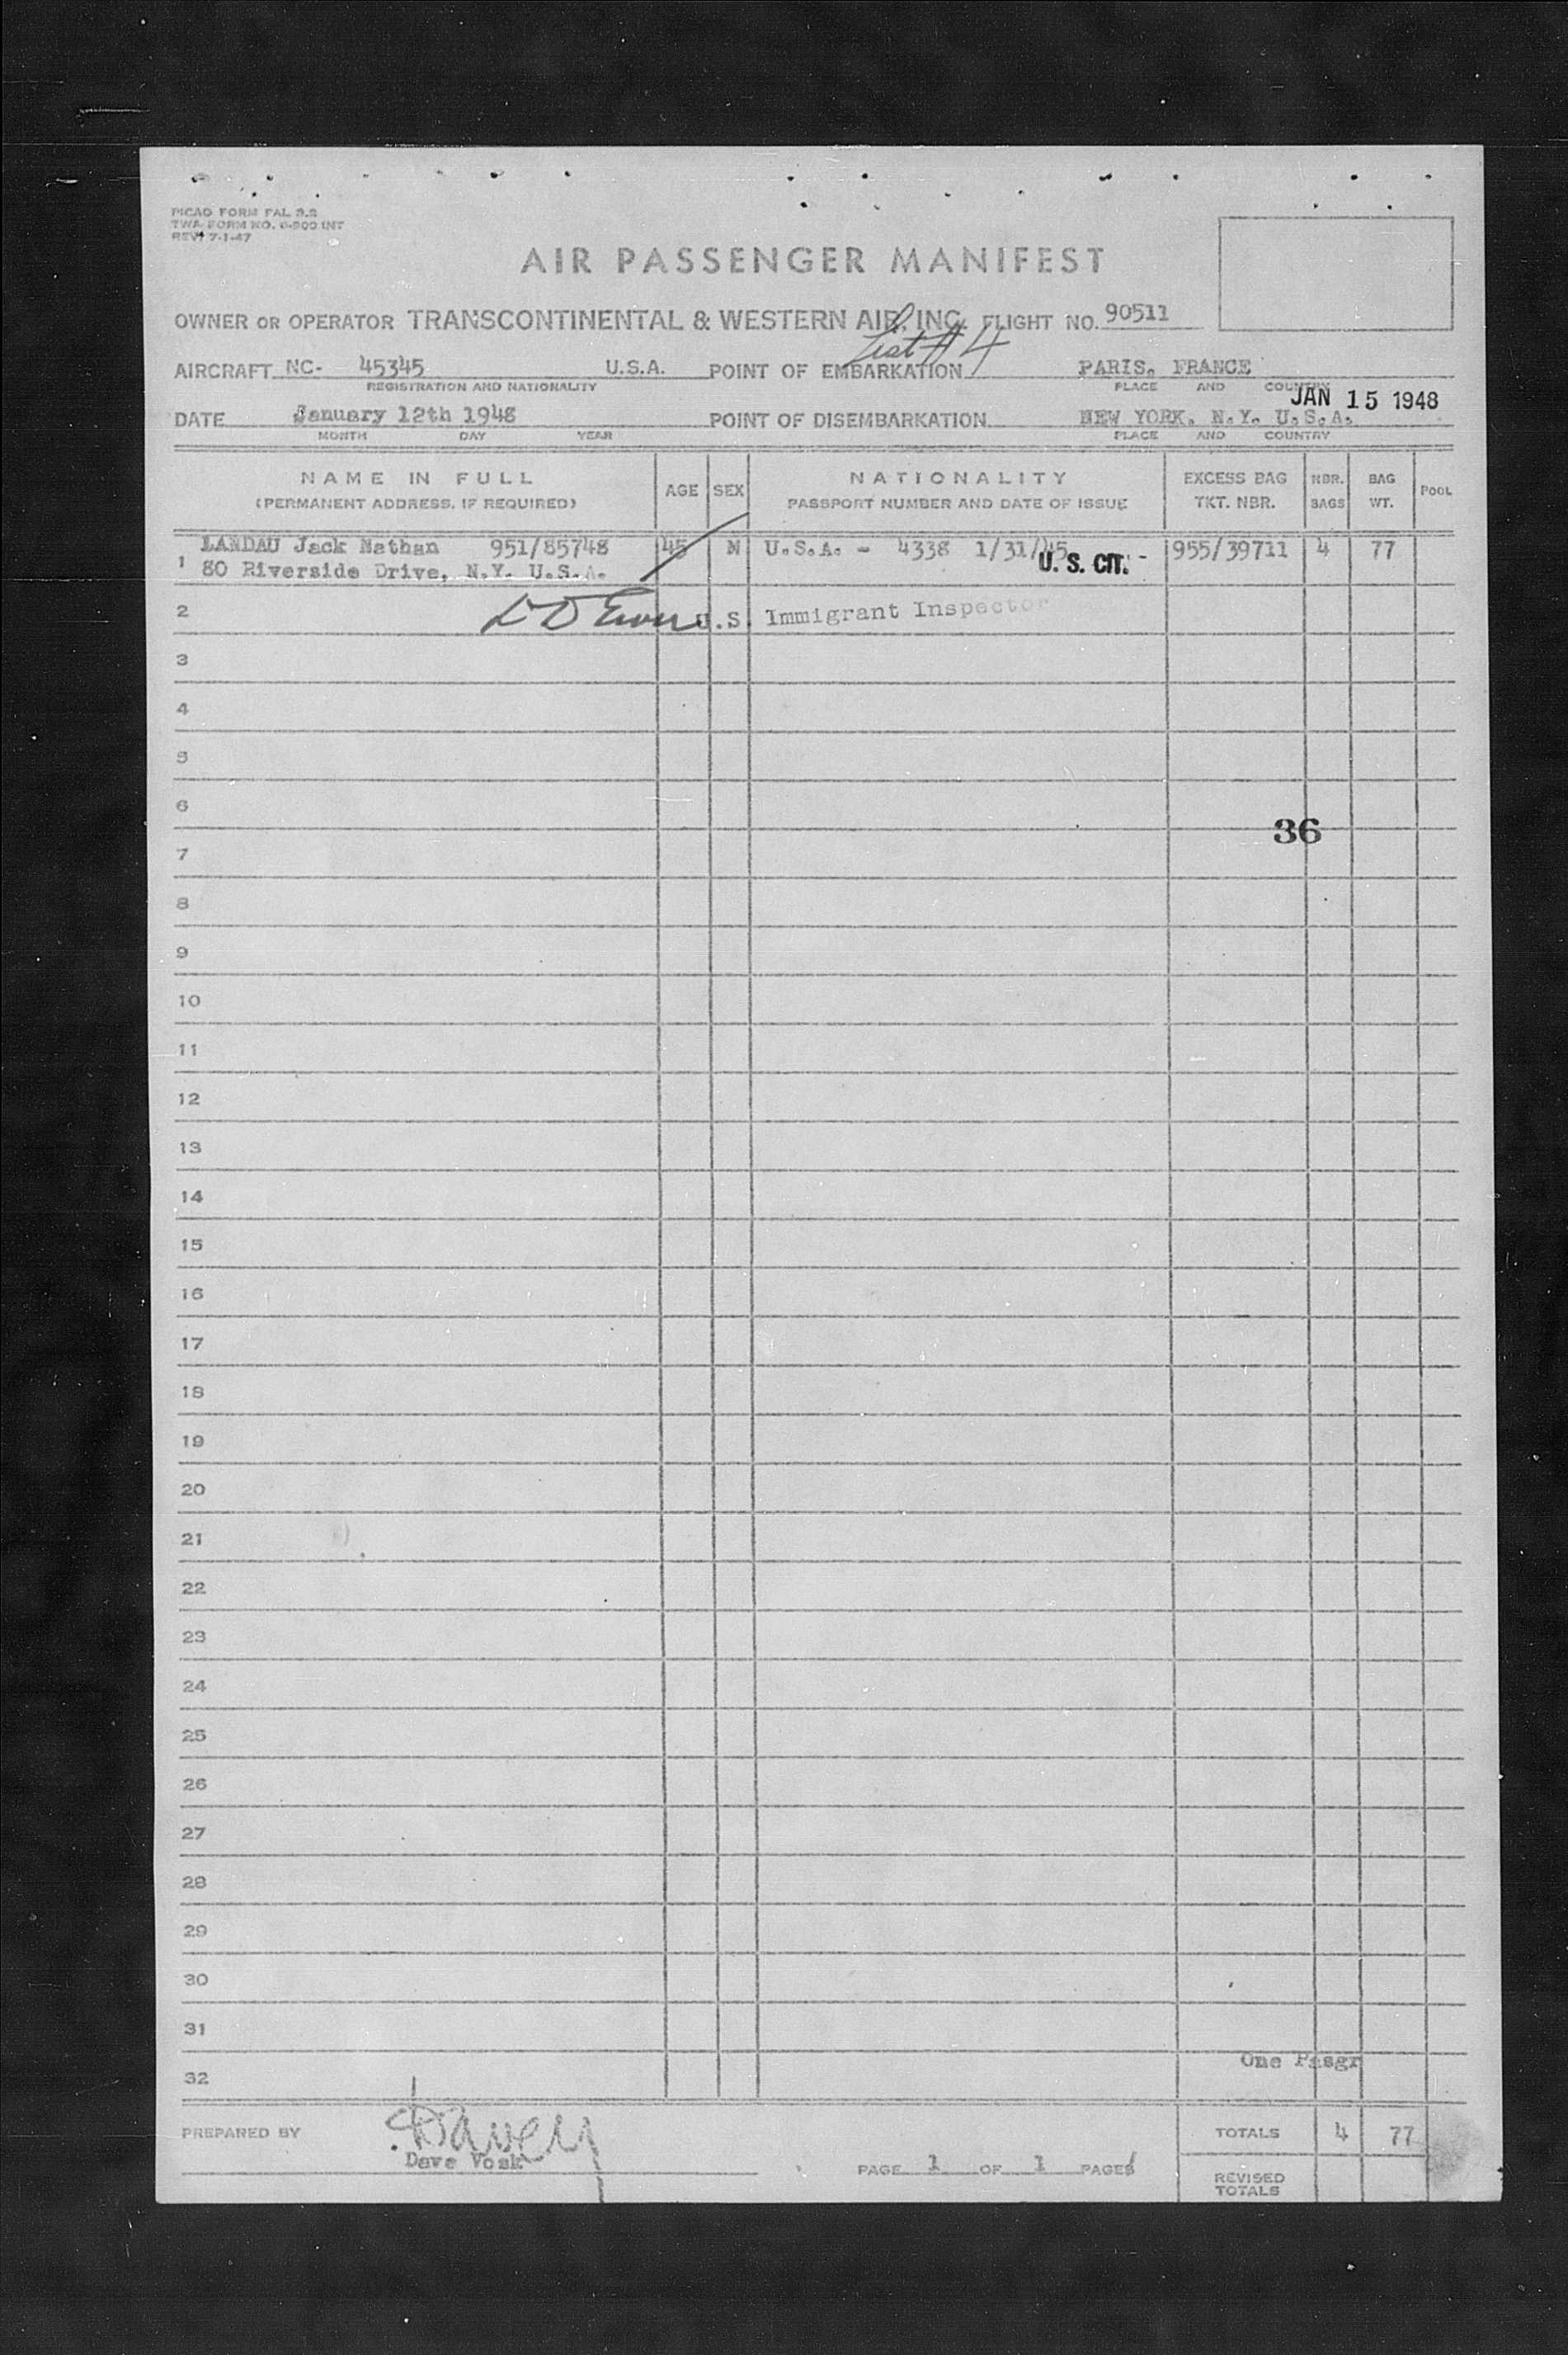 PICAO FORM FAL 2.2
TWA FORM NO. 0-900 INT
REV. 7-1-47
AIR PASSENGER MANIFEST
OWNER OR OPERATOR TRANSCONTINENTAL & WESTERN AIR, INC. FLIGHT NO. 90511
List # 4
AIRCRAFT NC- 45345 U.S.A. POINT OF EMBARKATION PARIS, FRANCE
REGISTRATION AND NATIONALITY PLACE AND COUNTRY
JAN 15 1948
DATE January 12th 1948 POINT OF DISEMBARKATION NEW YORK, N.Y. U.S.A.
MONTH DAY YEAR PLACE AND COUNTRY
NAME IN FULL AGE SEX NATIONALITY EXCESS BAG NBR. BAG POOL
(PERMANENT ADDRESS, IF REQUIRED) PASSPORT NUMBER AND DATE OF ISSUE TKT. NBR. BAGS WT.
1 LANDAU Jack Nathan 951/85748 45 M U.S.A. - 4338 1/31/45 - 955/39711 4 77
80 Riverside Drive, N.Y. U.S.A. U.S. CIT.
2 U.S. Immigrant Inspector
3
4
5
6
36
7
8
9
10
11
12
13
14
15
16
17
18
19
20
21
22
23
24
25
26
27
28
29
30
31
One Pasgr
32
PREPARED BY Davey TOTALS 4 77
Dave Vosk PAGE 1 OF 1 PAGES
REVISED
TOTALS